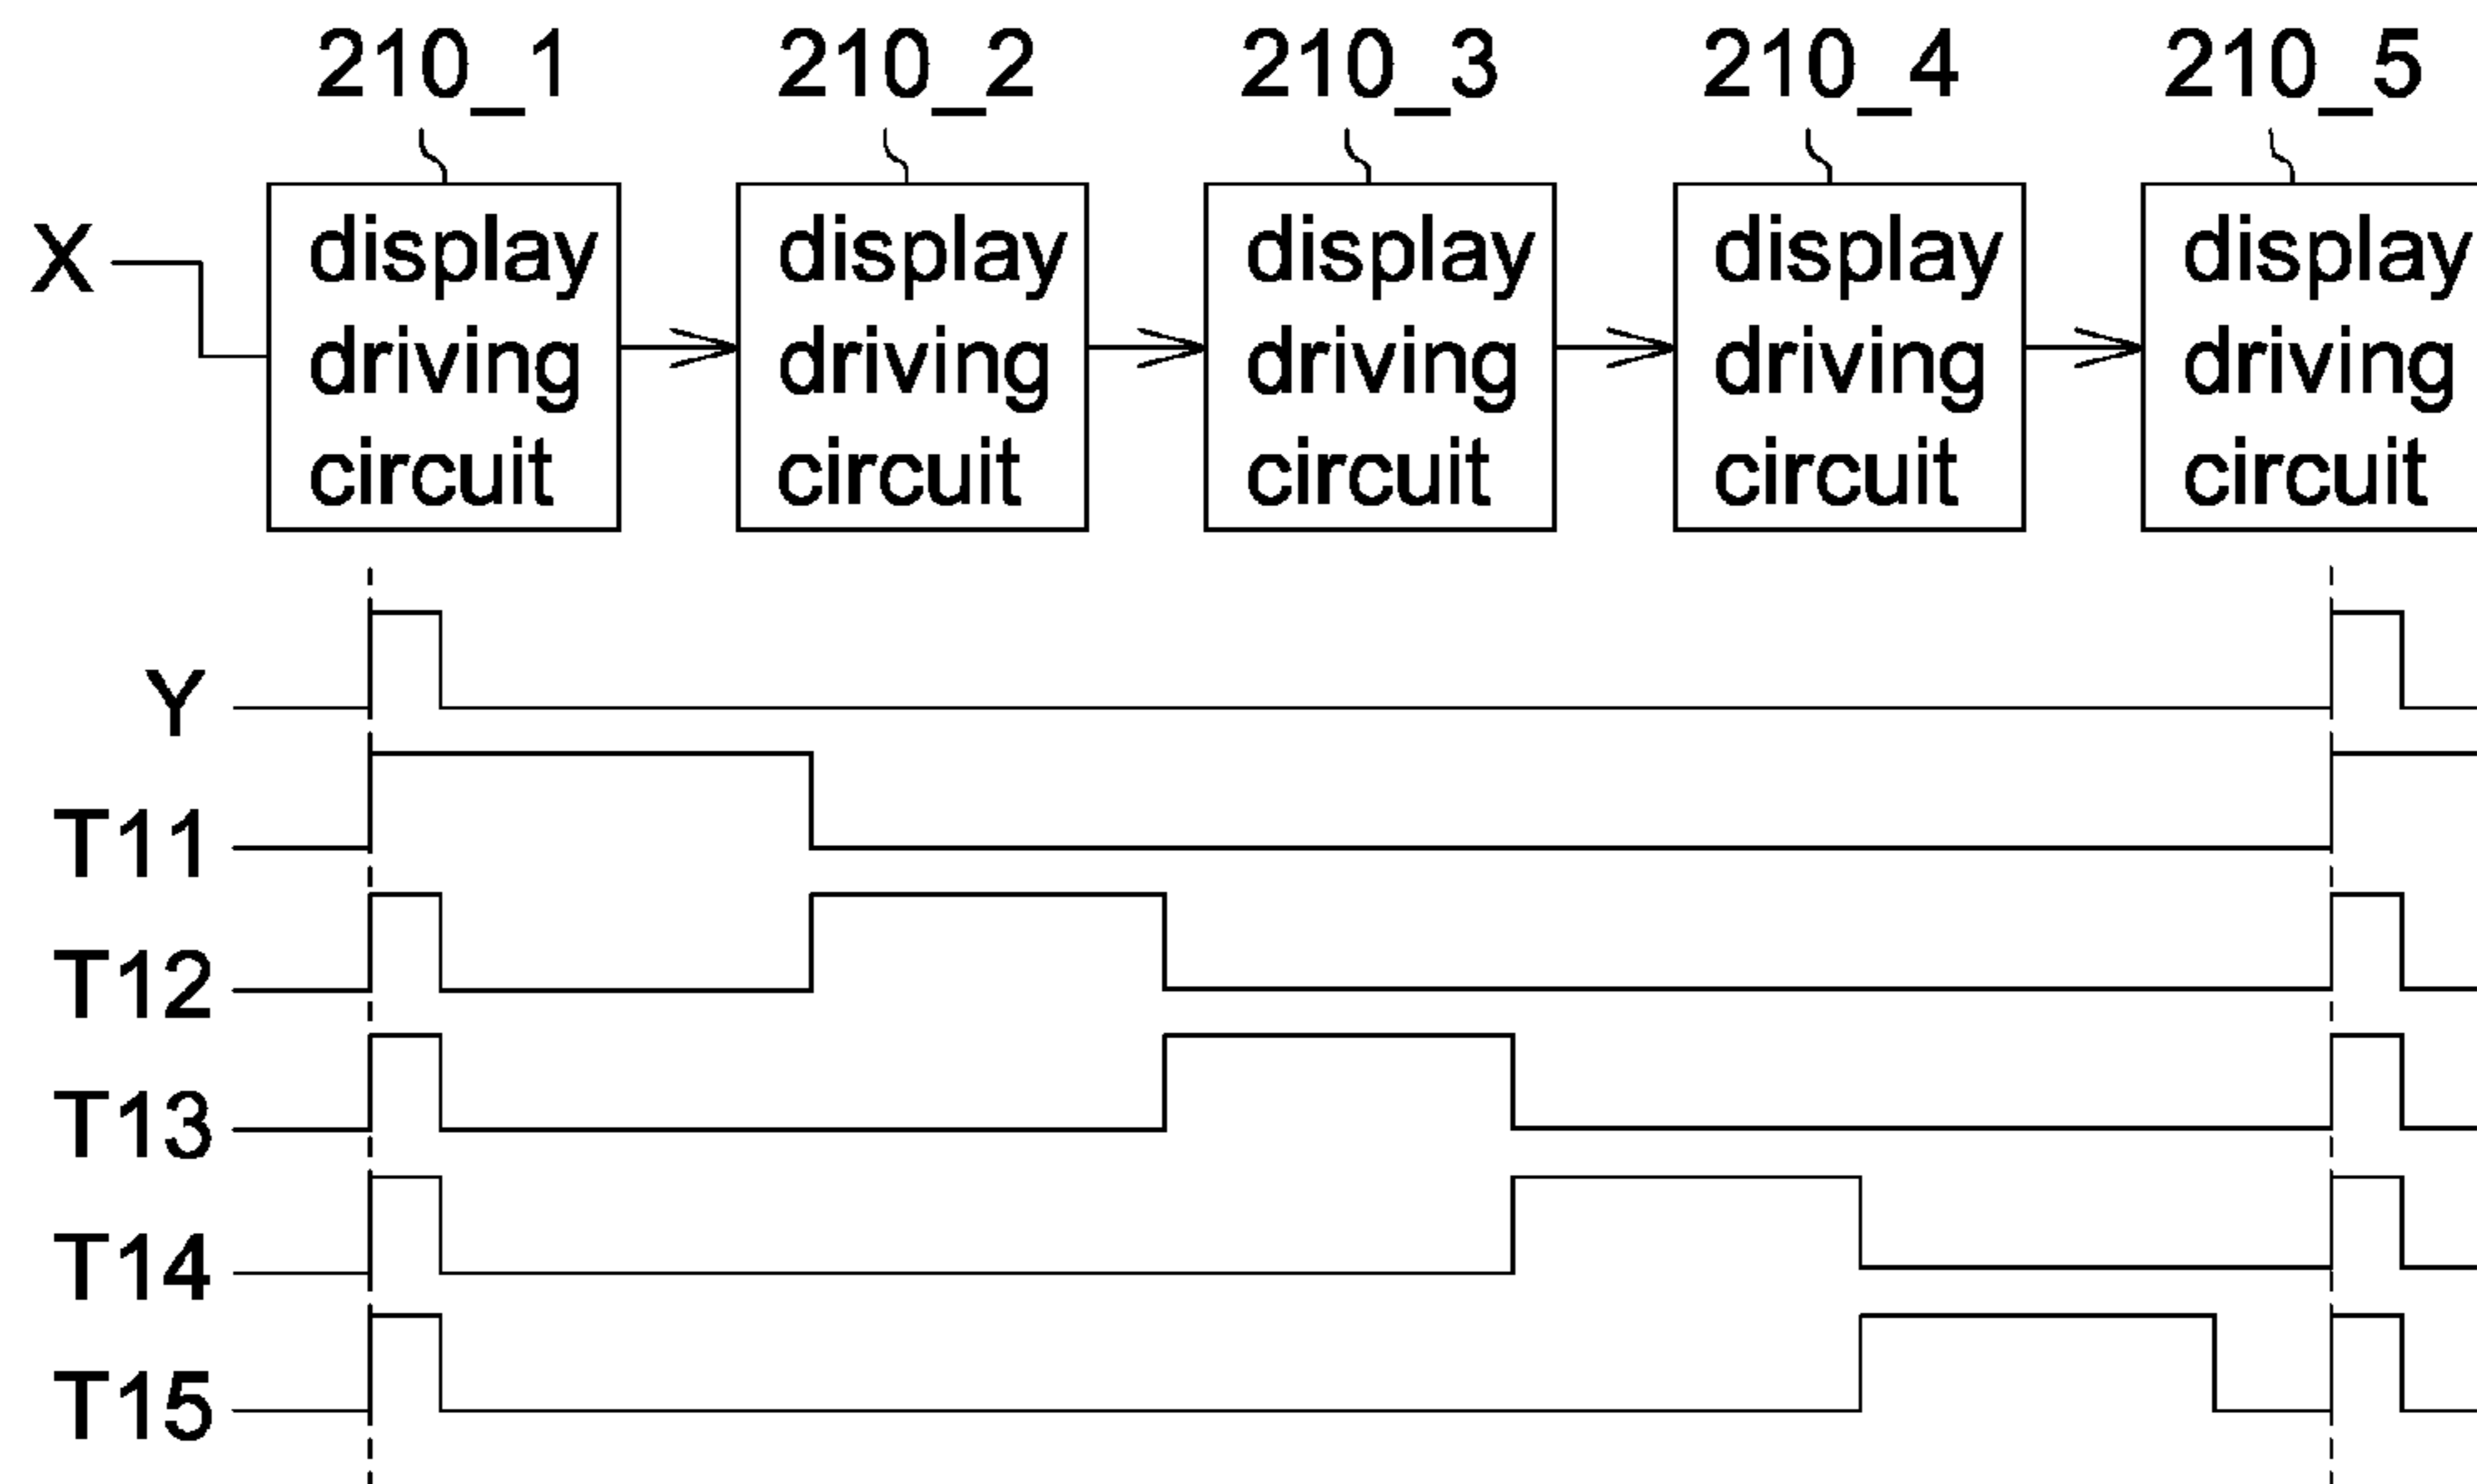 210_1 210_2 210_3 210_4 210_5
X
display display display display display
driving driving driving driving driving
circuit circuit circuit circuit circuit
Y
T11
T12
T13
T14
T15